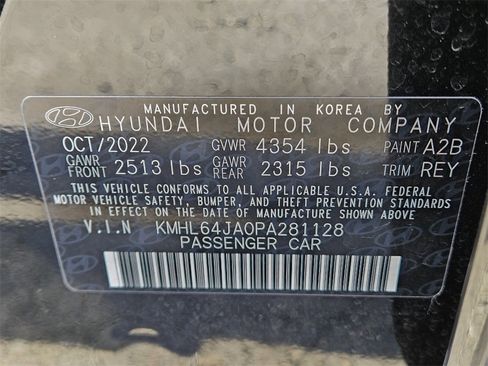 MANUFACTURED IN KOREA BY
HYUNDAI MOTOR COMPANY
OCT/2022 GVWR 4354 lbs PAINT A2B
GAWR FRONT 2513 lbs GAWR REAR 2315 lbs TRIM REY
THIS VEHICLE CONFORMS TO ALL APPLICABLE U.S.A. FEDERAL
MOTOR VEHICLE SAFETY, BUMPER, AND THEFT PREVENTION STANDARDS
IN EFFECT ON THE DATE OF MANUFACTURE SHOWN ABOVE.
V.I.N KMHL64JA0PA281128
PASSENGER CAR